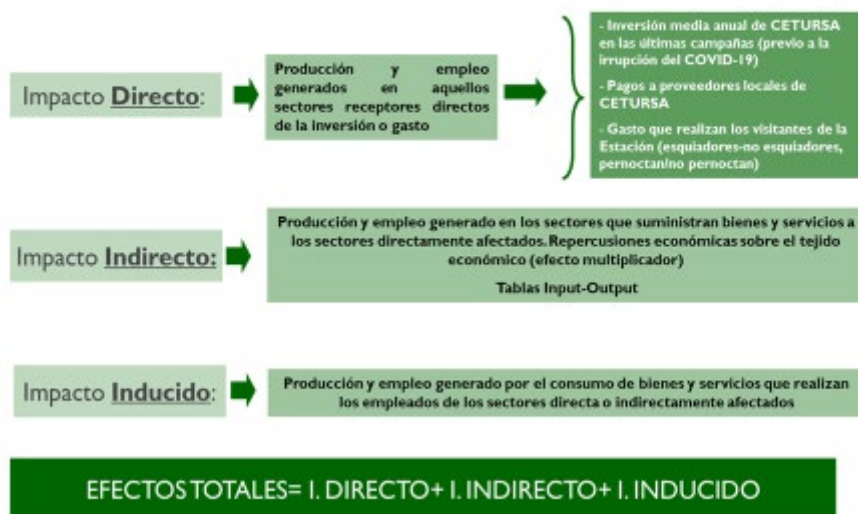 Impacto Directo:
Producción y empleo
generados en aquellos
sectores receptores directos
de la inversión o gasto
- Inversión media anual de CETURSA
en las últimas campañas (previo a la
irrupción del COVID-19)
- Pagos a proveedores locales de
CETURSA
- Gasto que realizan los visitantes de la
Estación (esquiadores-no esquiadores,
pernoctan/no pernoctan)
Impacto Indirecto:
Producción y empleo generado en los sectores que suministran bienes y servicios a
los sectores directamente afectados. Repercusiones económicas sobre el tejido
económico (efecto multiplicador)
Tablas Input-Output
Impacto Inducido:
Producción y empleo generado por el consumo de bienes y servicios que realizan
los empleados de los sectores directa o indirectamente afectados
EFECTOS TOTALES= I. DIRECTO+ I. INDIRECTO+ I. INDUCIDO